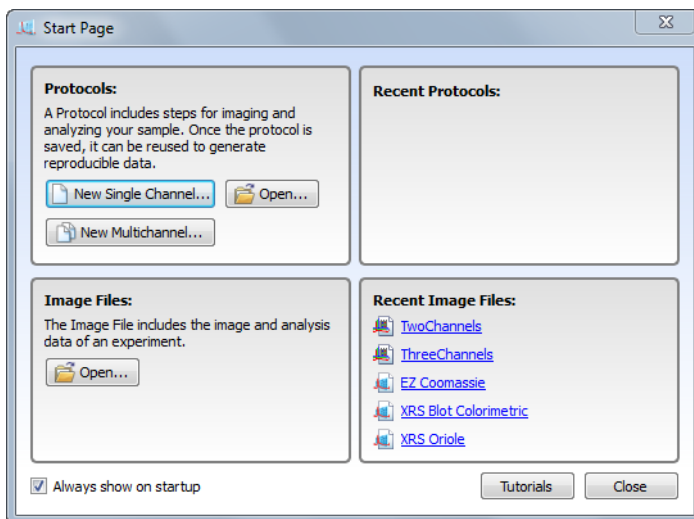 Start Page
Protocols:
A Protocol includes steps for imaging and
analyzing your sample. Once the protocol is
saved, it can be reused to generate
reproducible data.
New Single Channel...
Open...
New Multichannel...
Recent Protocols:
Image Files:
The Image File includes the image and analysis
data of an experiment.
Open...
Recent Image Files:
TwoChannels
ThreeChannels
EZ Coomassie
XRS Blot Colorimetric
XRS Oriole
Always show on startup
Tutorials
Close